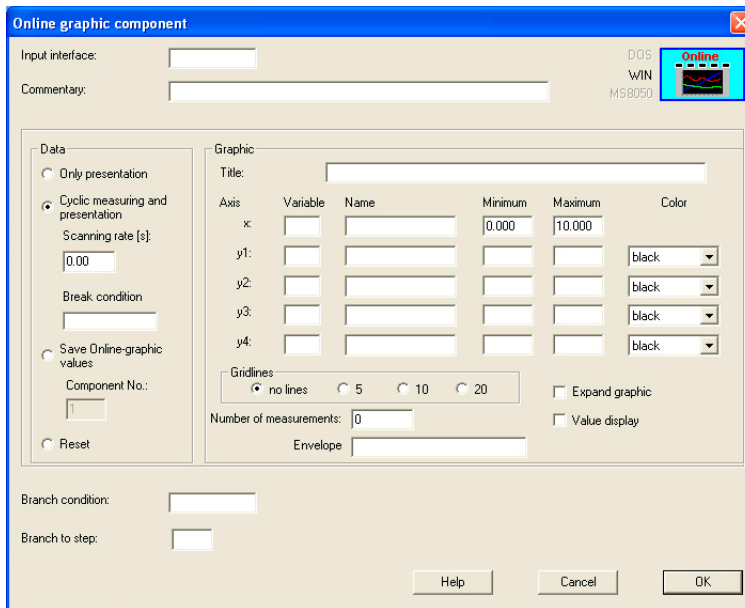 Online graphic component
Input interface:
DOS
Online
WIN
Commentary:
MS8050
Data
Only presentation
Cyclic measuring and
presentation
Scanning rate [s]:
0.00
Break condition
Save Online-graphic
values
Component No.:
1
Reset
Graphic
Title:
Axis Variable Name Minimum Maximum Color
x: 0.000 10.000
y1: black
y2: black
y3: black
y4: black
Gridlines
no lines 5 10 20
Expand graphic
Number of measurements: 0
Value display
Envelope
Branch condition:
Branch to step:
Help Cancel OK